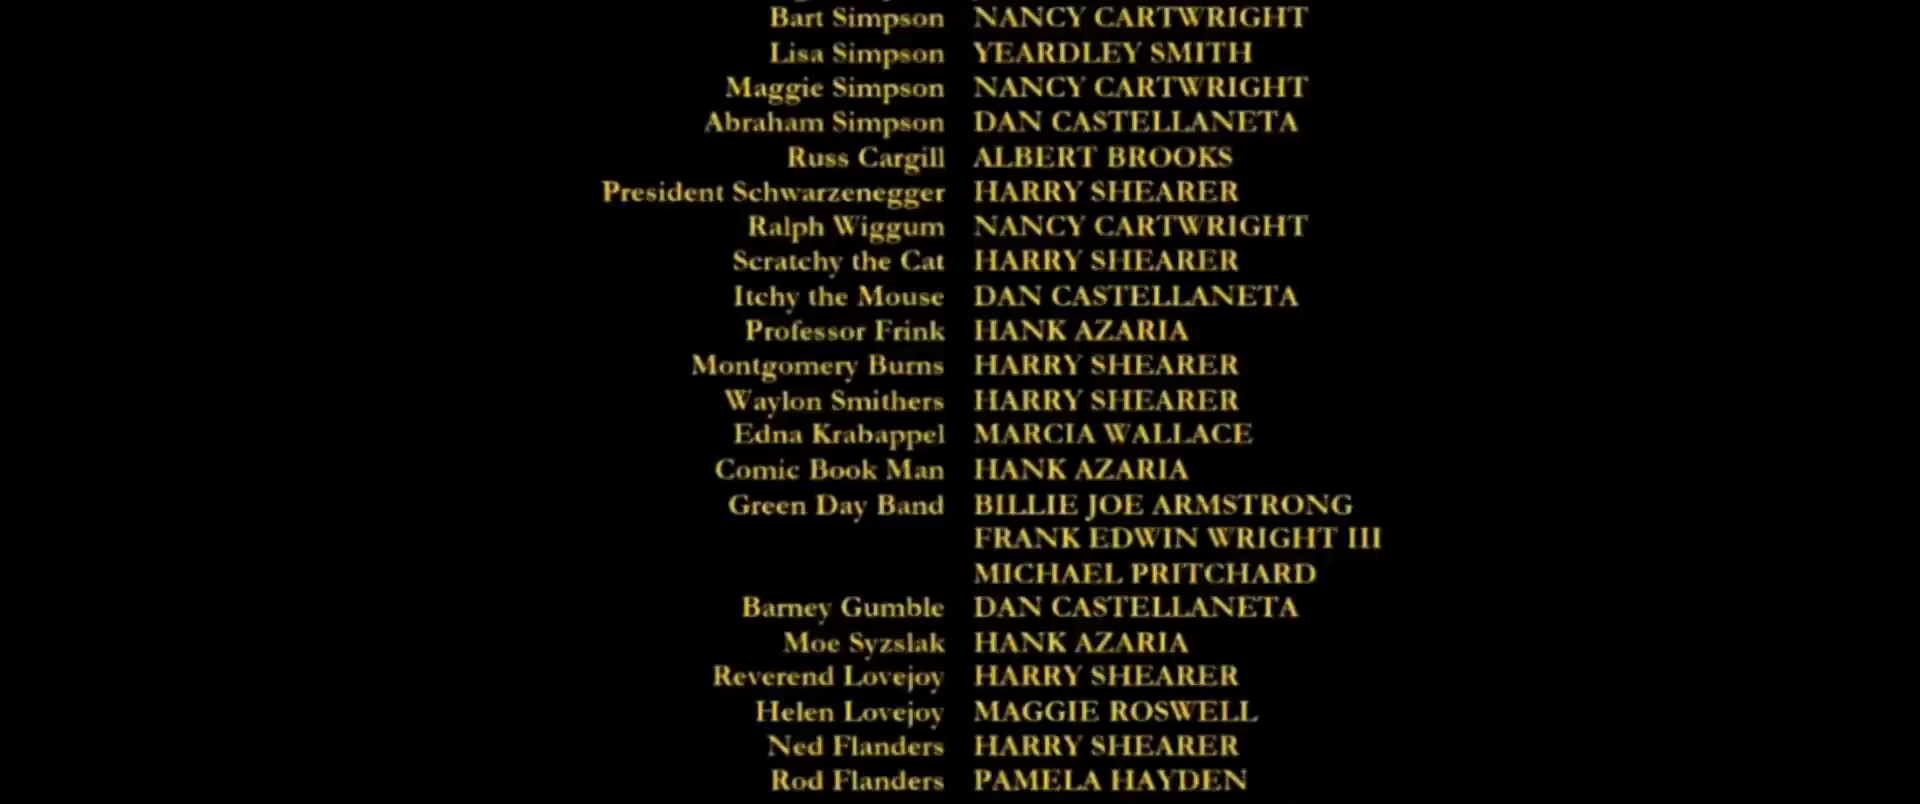 Bart Simpson NANCY CARTWRIGHT
Lisa Simpson YEARDLEY SMITH
Maggie Simpson NANCY CARTWRIGHT
Abraham Simpson DAN CASTELLANETA
Russ Cargill ALBERT BROOKS
President Schwarzenegger HARRY SHEARER
Ralph Wiggum NANCY CARTWRIGHT
Scratchy the Cat HARRY SHEARER
Itchy the Mouse DAN CASTELLANETA
Professor Frink HANK AZARIA
Montgomery Burns HARRY SHEARER
Waylon Smithers HARRY SHEARER
Edna Krabappel MARCIA WALLACE
Comic Book Man HANK AZARIA
Green Day Band BILLIE JOE ARMSTRONG
FRANK EDWIN WRIGHT III
MICHAEL PRITCHARD
Barney Gumble DAN CASTELLANETA
Moe Syzslak HANK AZARIA
Reverend Lovejoy HARRY SHEARER
Helen Lovejoy MAGGIE ROSWELL
Ned Flanders HARRY SHEARER
Rod Flanders PAMELA HAYDEN